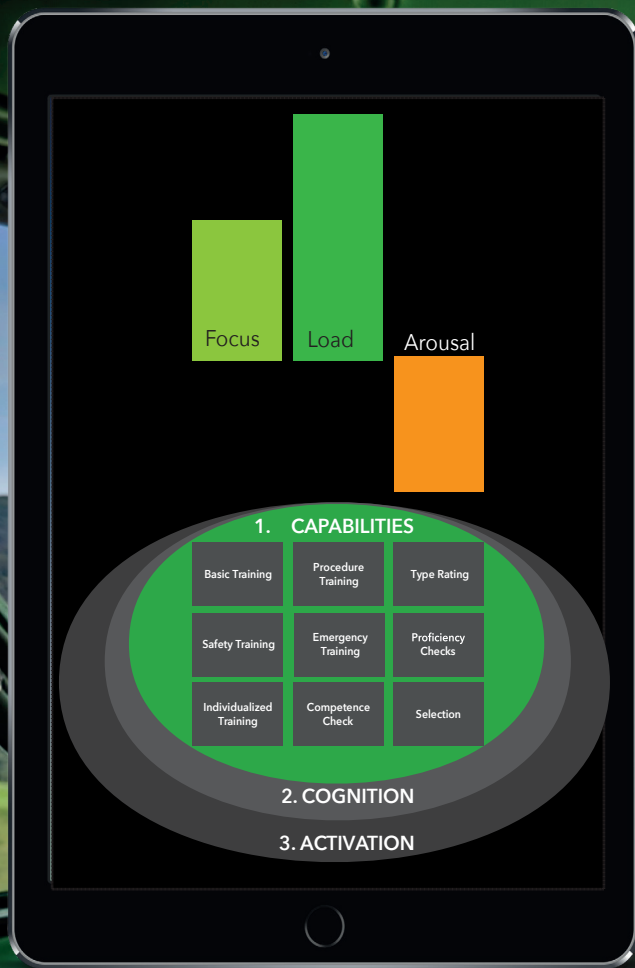 Focus
Load
Arousal
1. CAPABILITIES
Basic Training
Procedure
Training
Type Rating
Safety Training
Emergency
Training
Proficiency
Checks
Individualized
Training
Competence
Check
Selection
2. COGNITION
3. ACTIVATION